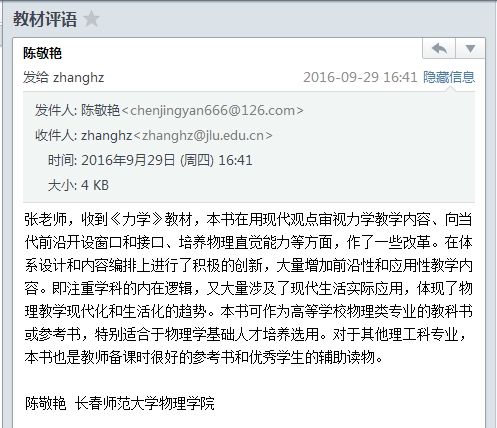 教材评语
陈敬艳
发给 zhanghz
2016-09-29 16:41 隐藏信息
发件人: 陈敬艳<chenjingyan666@126.com>
收件人: zhanghz<zhanghz@jlu.edu.cn>
时间: 2016年9月29日 (周四) 16:41
大小: 4 KB
张老师，收到《力学》教材，本书在用现代观点审视力学教学内容、向当
代前沿开设窗口和接口、培养物理直觉能力等方面，作了一些改革。在体
系设计和内容编排上进行了积极的创新，大量增加前沿性和应用性教学内
容。即注重学科的内在逻辑，又大量涉及了现代生活实际应用，体现了物
理教学现代化和生活化的趋势。本书可作为高等学校物理类专业的教科书
或参考书，特别适合于物理学基础人才培养选用。对于其他理工科专业，
本书也是教师备课时很好的参考书和优秀学生的辅助读物。
陈敬艳 长春师范大学物理学院